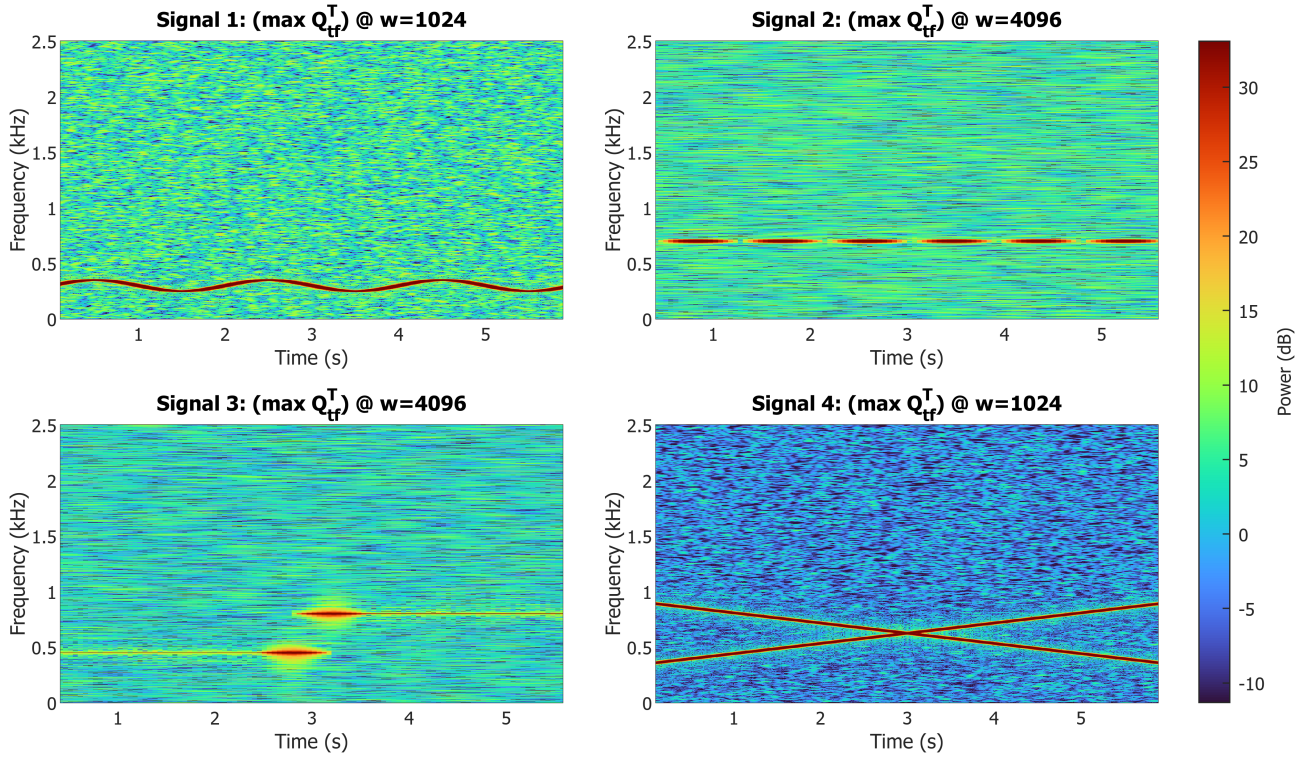 Signal 1: (max Q_tf^T) @ w=1024
2.5
2
1.5
1
0.5
0
Frequency (kHz)
1 2 3 4 5
Time (s)
Signal 2: (max Q_tf^T) @ w=4096
2.5
2
1.5
1
0.5
0
Frequency (kHz)
1 2 3 4 5
Time (s)
Signal 3: (max Q_tf^T) @ w=4096
2.5
2
1.5
1
0.5
0
Frequency (kHz)
1 2 3 4 5
Time (s)
Signal 4: (max Q_tf^T) @ w=1024
2.5
2
1.5
1
0.5
0
Frequency (kHz)
1 2 3 4 5
Time (s)
30
25
20
15
10
5
0
-5
-10
Power (dB)